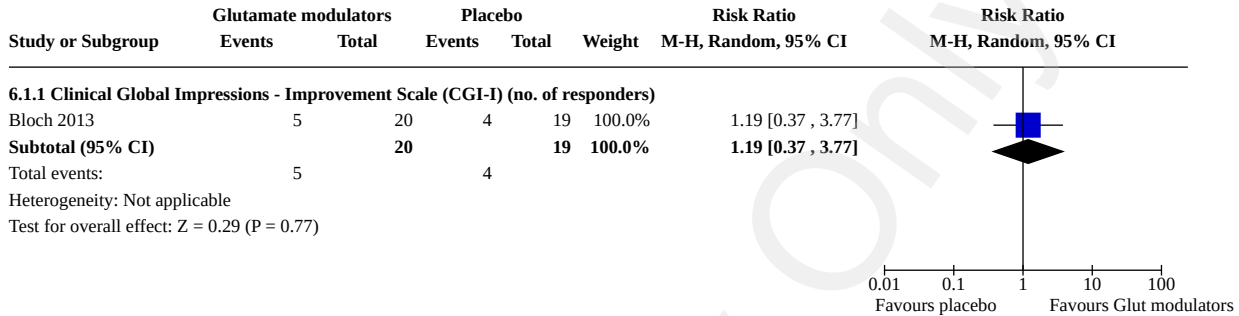 Glutamate modulators Placebo Risk Ratio Risk Ratio
Study or Subgroup Events Total Events Total Weight M-H, Random, 95% CI M-H, Random, 95% CI
6.1.1 Clinical Global Impressions - Improvement Scale (CGI-I) (no. of responders)
Bloch 2013 5 20 4 19 100.0% 1.19 [0.37 , 3.77]
Subtotal (95% CI) 20 19 100.0% 1.19 [0.37 , 3.77]
Total events: 5 4
Heterogeneity: Not applicable
Test for overall effect: Z = 0.29 (P = 0.77)
0.01 0.1 1 10 100
Favours placebo Favours Glut modulators
Only